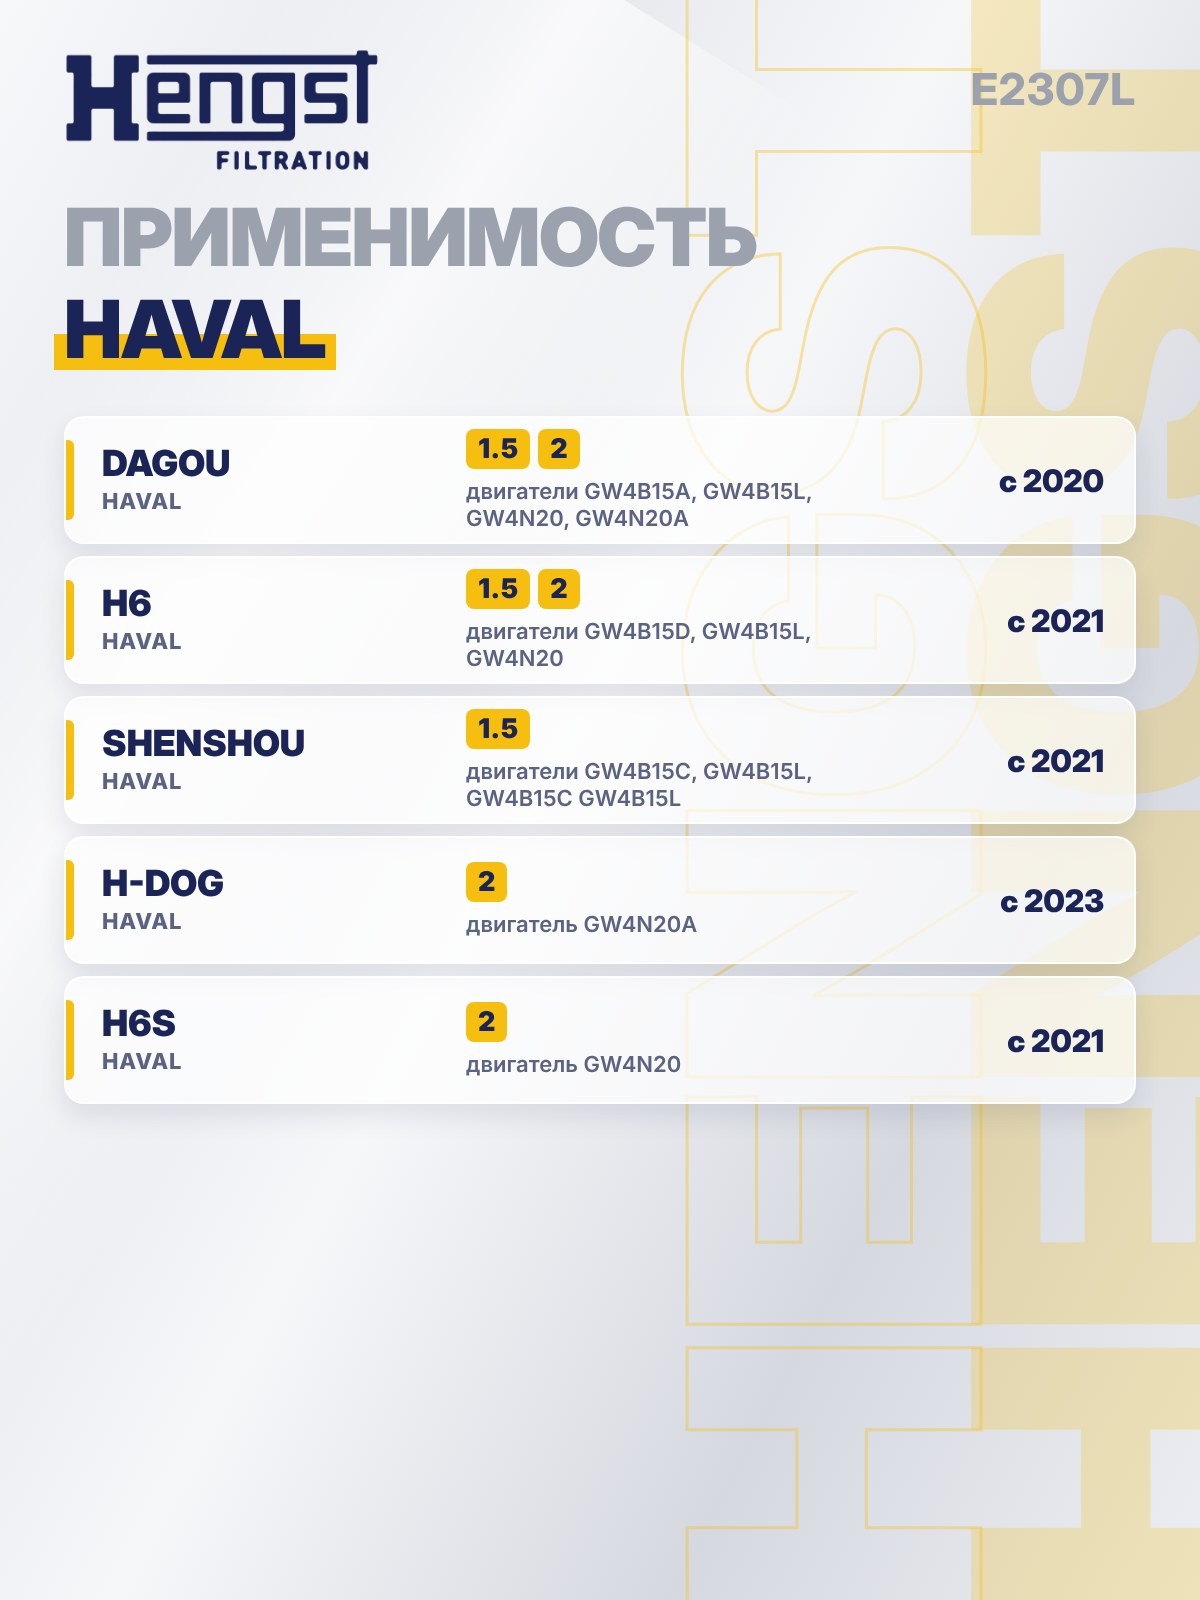 Hengst
FILTRATION
E2307L
ПРИМЕНИМОСТЬ
HAVAL
DAGOU
HAVAL
1.5 2
двигатели GW4B15A, GW4B15L,
GW4N20, GW4N20A
с 2020
H6
HAVAL
1.5 2
двигатели GW4B15D, GW4B15L,
GW4N20
с 2021
SHENSHOU
HAVAL
1.5
двигатели GW4B15C, GW4B15L,
GW4B15C GW4B15L
с 2021
H-DOG
HAVAL
2
двигатель GW4N20A
с 2023
H6S
HAVAL
2
двигатель GW4N20
с 2021
HENGST
HENGST